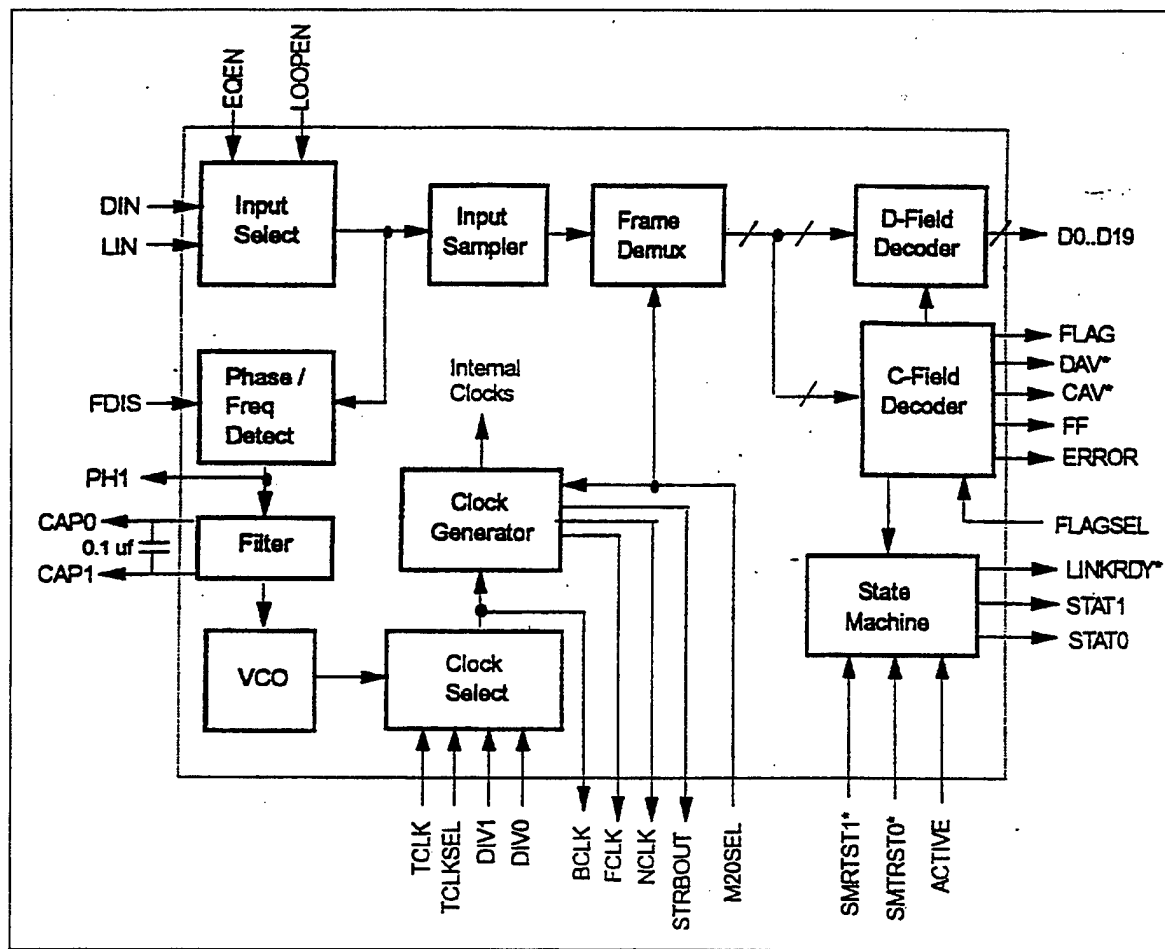 EQEN
LOOPEN
DIN
LIN
Input
Select
Input
Sampler
Frame
Demux
D-Field
Decoder
D0..D19
FDIS
Phase /
Freq
Detect
Internal
Clocks
C-Field
Decoder
FLAG
DAV*
CAV*
FF
ERROR
FLAGSEL
PH1
CAP0
0.1 uf
CAP1
Filter
Clock
Generator
State
Machine
LINKRDY*
STAT1
STAT0
VCO
Clock
Select
TCLK
TCLKSEL
DIV1
DIV0
BCLK
FCLK
NCLK
STRBOUT
M20SEL
SMRTST1*
SMTRST0*
ACTIVE